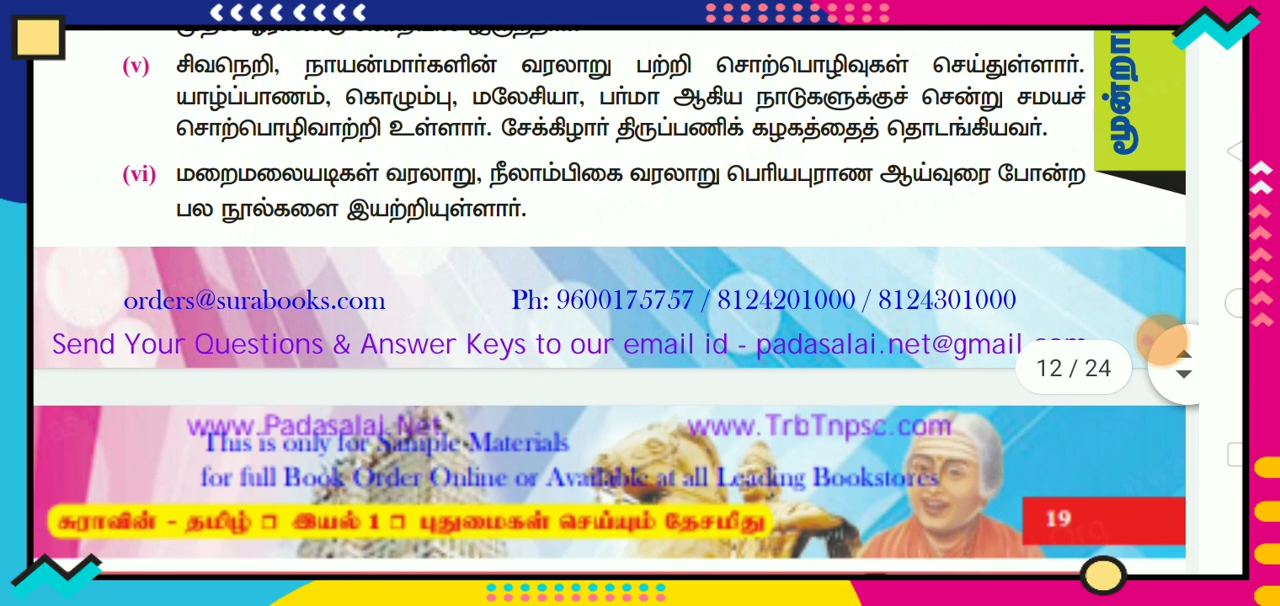 (v) சிவநெறி, நாயன்மார்களின் வரலாறு பற்றி சொற்பொழிவுகள் செய்துள்ளார்.
யாழ்ப்பாணம், கொழும்பு, மலேசியா, பர்மா ஆகிய நாடுகளுக்குச் சென்று சமயச்
சொற்பொழிவாற்றி உள்ளார். சேக்கிழார் திருப்பணிக் கழகத்தைத் தொடங்கியவர்.
(vi) மறைமலையடிகள் வரலாறு, நீலாம்பிகை வரலாறு பெரியபுராண ஆய்வுரை போன்ற
பல நூல்களை இயற்றியுள்ளார்.
orders@surabooks.com Ph: 9600175757 / 8124201000 / 8124301000
Send Your Questions & Answer Keys to our email id - padasalai.net@gmail.com
12 / 24
www.Padasalai.Net www.TrbTnpsc.com
This is only for Sample Materials
for full Book Order Online or Available at all Leading Bookstores
சுராவின் - தமிழ் □ இயல் 1 □ புதுமைகள் செய்யும் தேசமிது
19